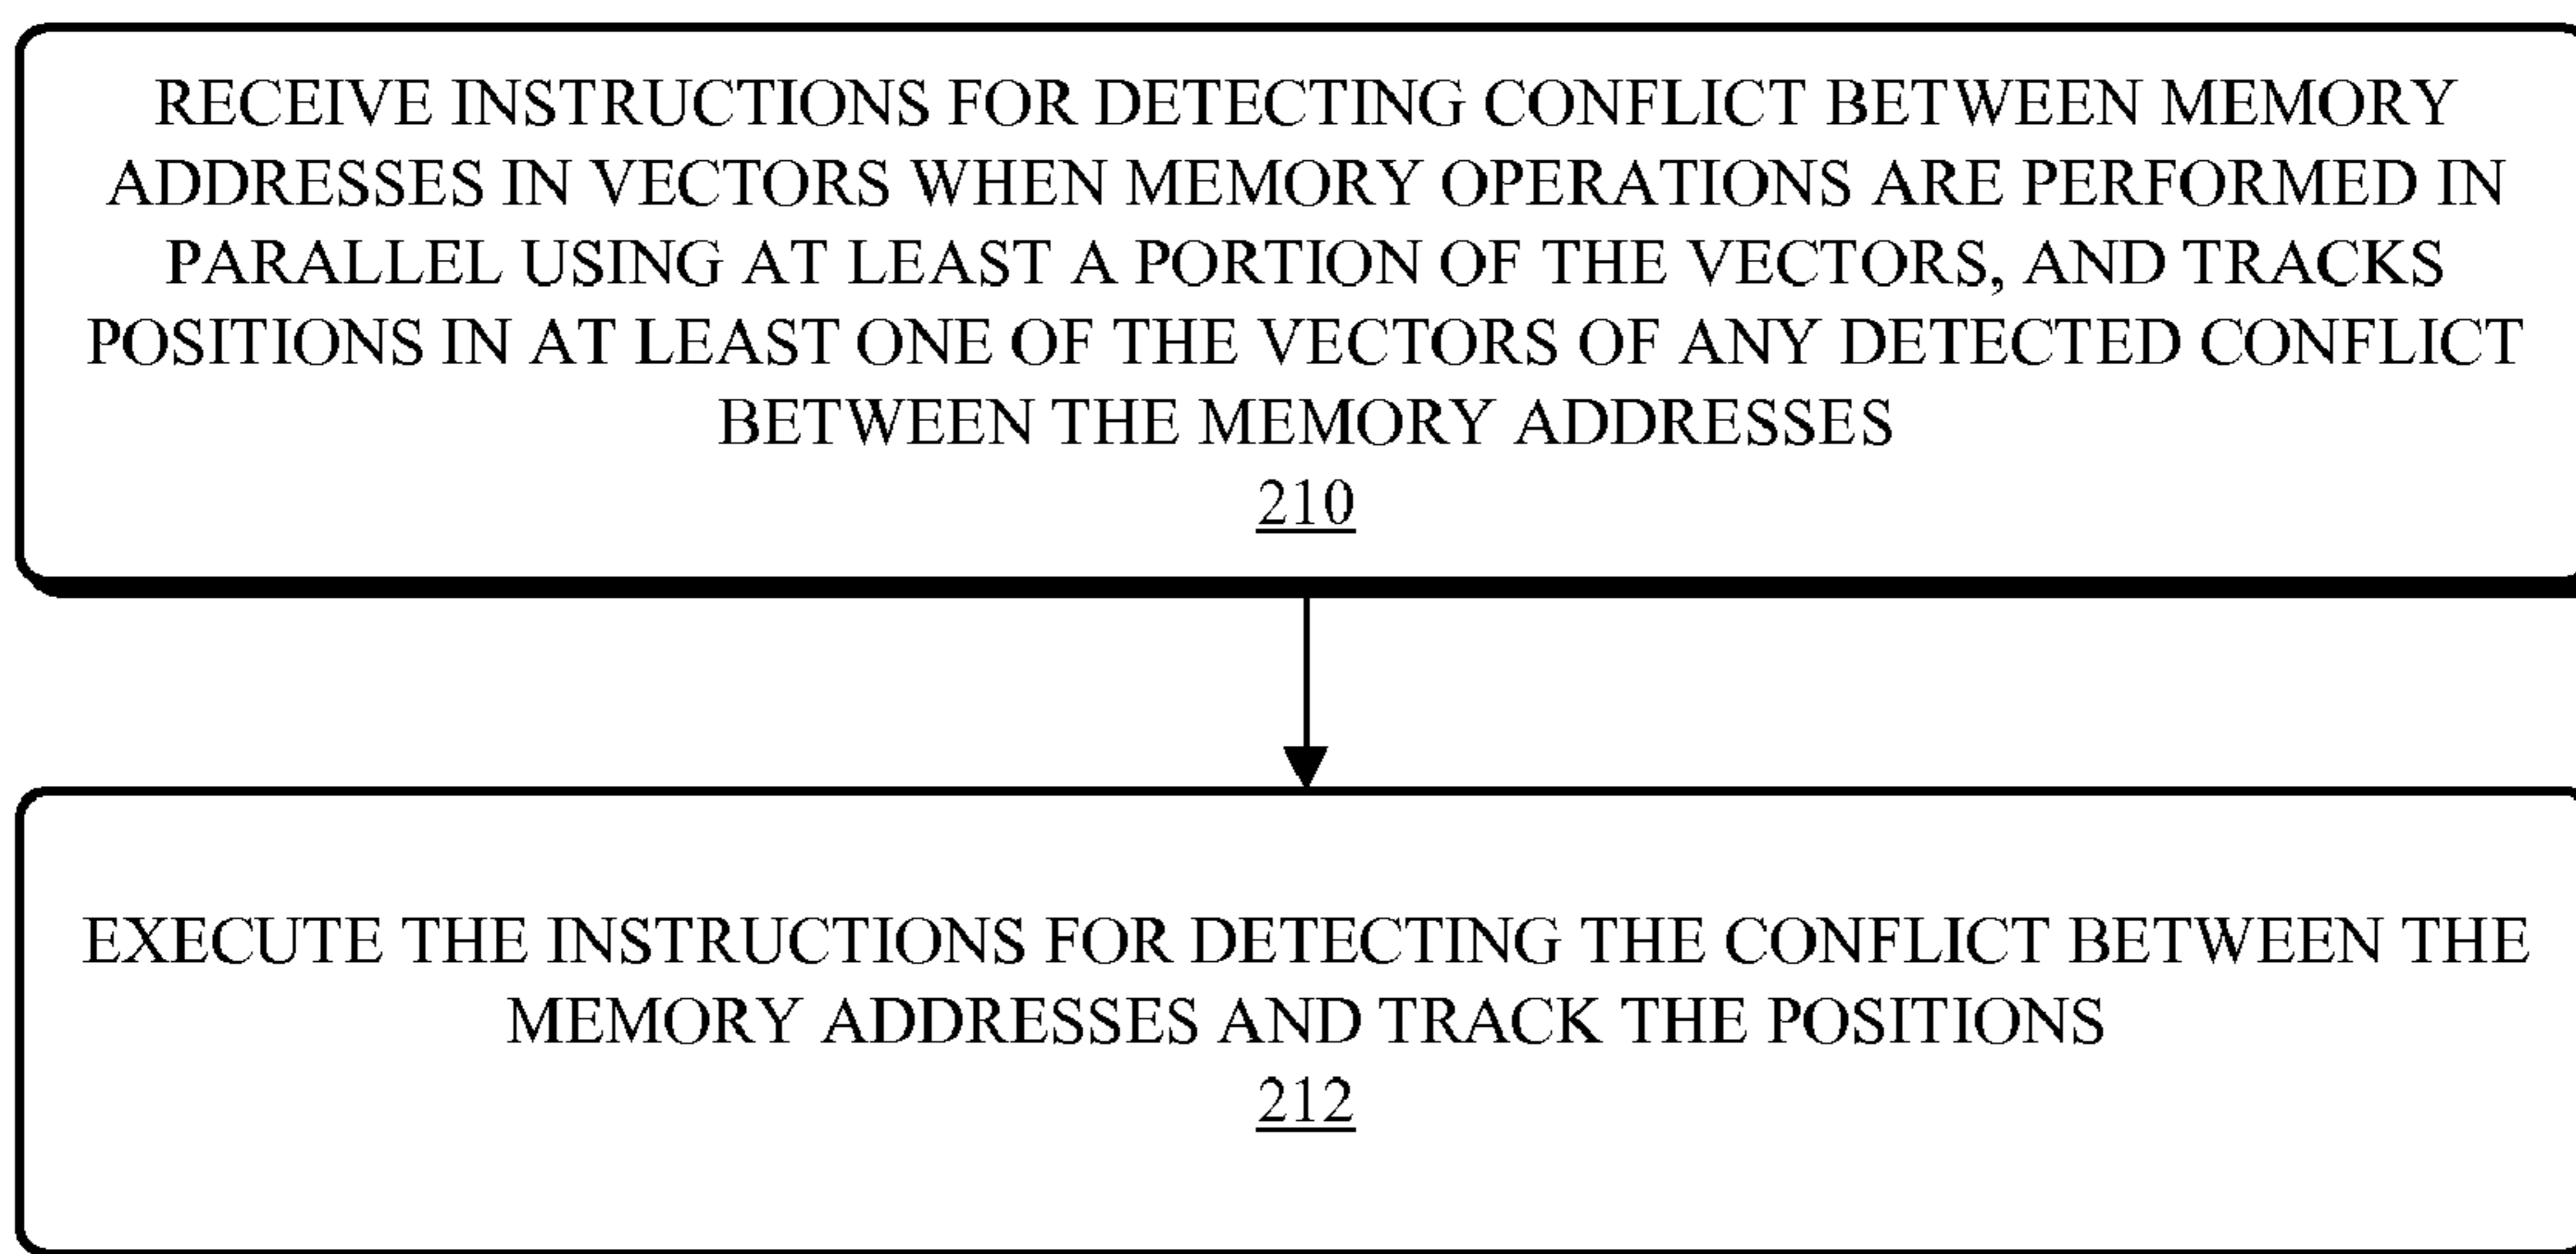 RECEIVE INSTRUCTIONS FOR DETECTING CONFLICT BETWEEN MEMORY
ADDRESSES IN VECTORS WHEN MEMORY OPERATIONS ARE PERFORMED IN
PARALLEL USING AT LEAST A PORTION OF THE VECTORS, AND TRACKS
POSITIONS IN AT LEAST ONE OF THE VECTORS OF ANY DETECTED CONFLICT
BETWEEN THE MEMORY ADDRESSES
210
EXECUTE THE INSTRUCTIONS FOR DETECTING THE CONFLICT BETWEEN THE
MEMORY ADDRESSES AND TRACK THE POSITIONS
212